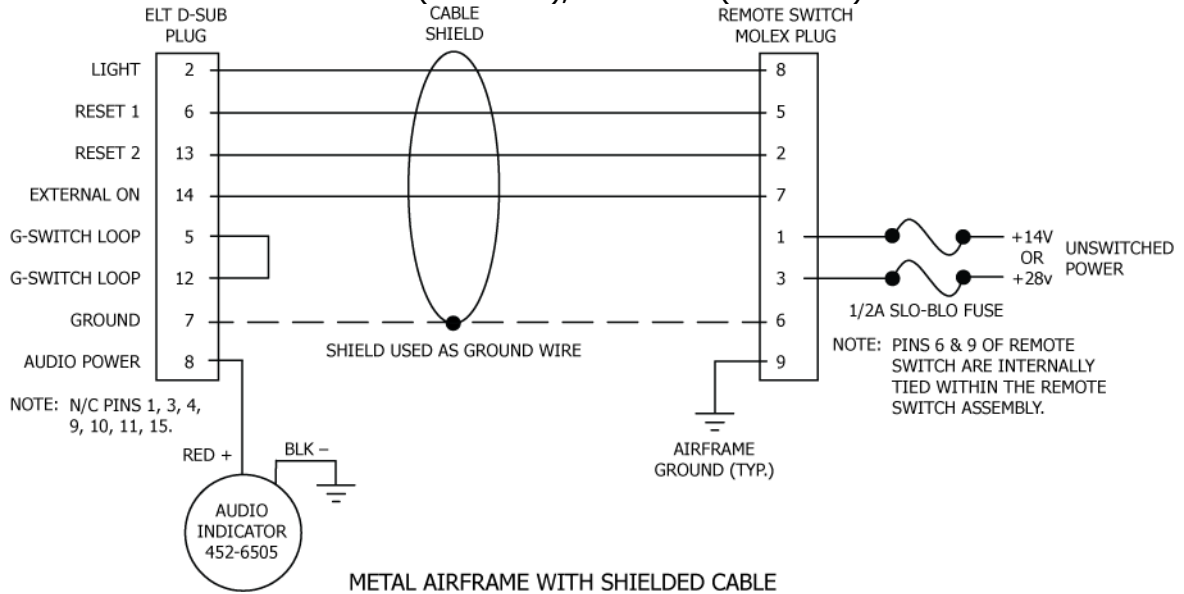 ELT D-SUB
PLUG
CABLE
SHIELD
REMOTE SWITCH
MOLEX PLUG
LIGHT 2 8
RESET 1 6 5
RESET 2 13 2
EXTERNAL ON 14 7
G-SWITCH LOOP 5 1 +14V
OR
UNSWITCHED
POWER
G-SWITCH LOOP 12 3 +28v
1/2A SLO-BLO FUSE
GROUND 7 6
SHIELD USED AS GROUND WIRE
AUDIO POWER 8 9
NOTE: PINS 6 & 9 OF REMOTE
SWITCH ARE INTERNALLY
TIED WITHIN THE REMOTE
SWITCH ASSEMBLY.
NOTE: N/C PINS 1, 3, 4,
9, 10, 11, 15.
RED + BLK –
AIRFRAME
GROUND (TYP.)
AUDIO
INDICATOR
452-6505
METAL AIRFRAME WITH SHIELDED CABLE